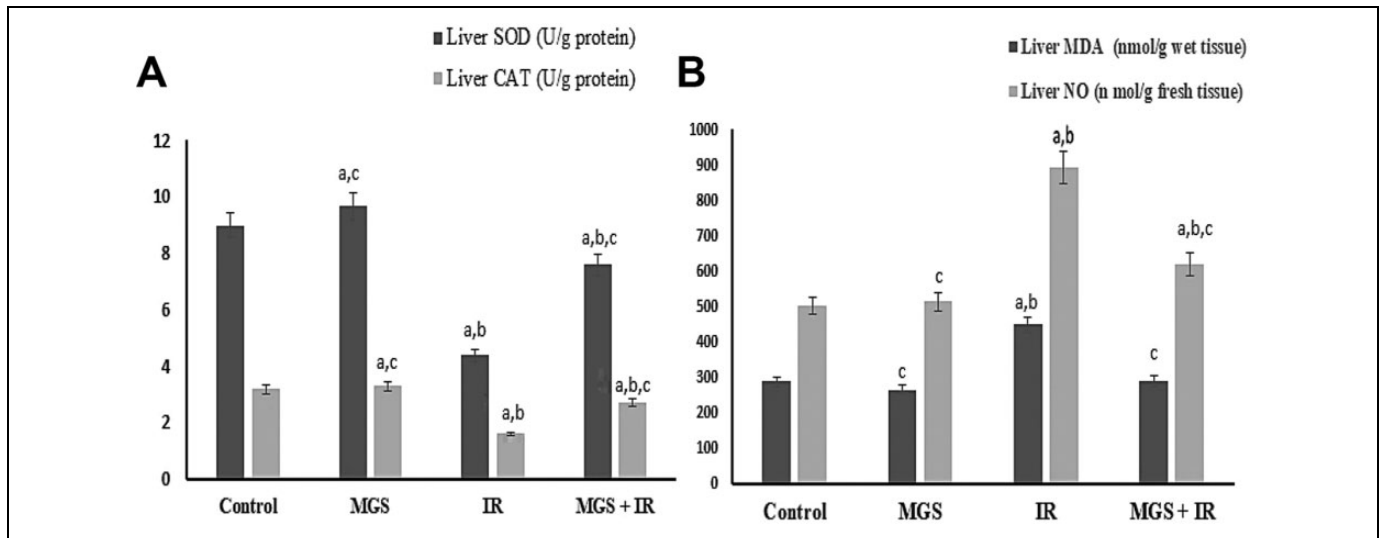 A
■ Liver SOD (U/g protein)
■ Liver CAT (U/g protein)
12
10
8
6
4
2
0
a,c
a,c
a,b
a,b
a,b,c
a,b,c
Control MGS IR MGS + IR
B
■ Liver MDA (nmol/g wet tissue)
■ Liver NO (n mol/g fresh tissue)
1000
900
800
700
600
500
400
300
200
100
0
c
c
a,b
a,b
c
a,b,c
Control MGS IR MGS + IR